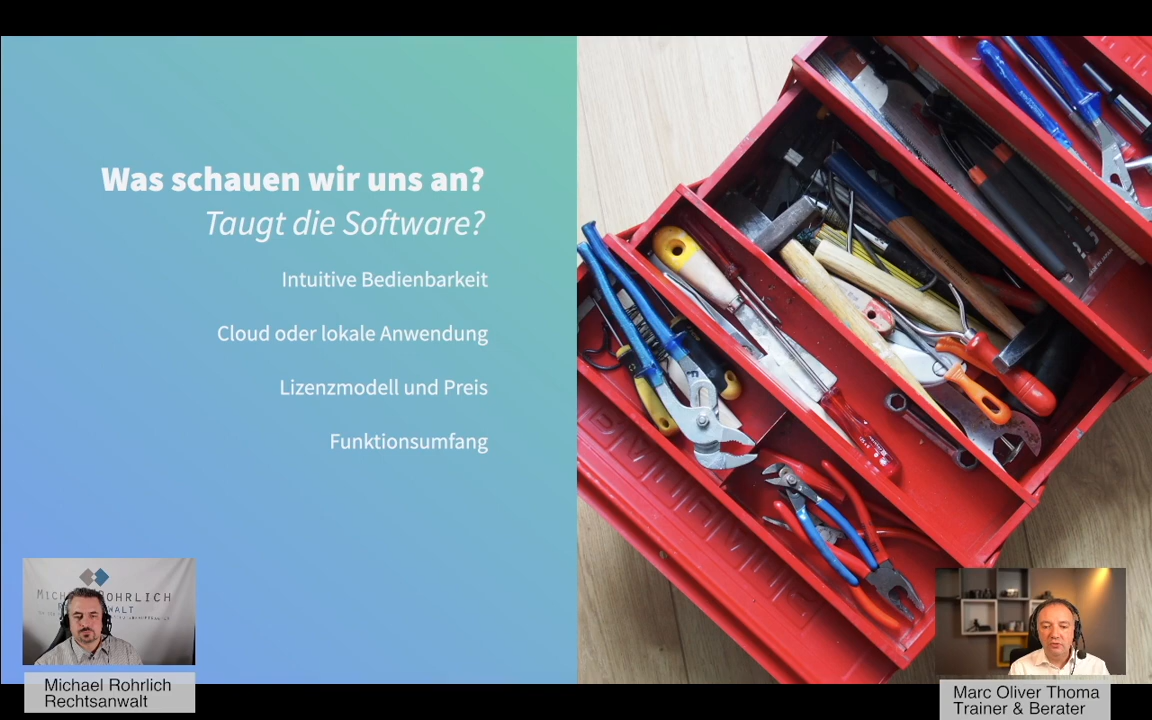 Was schauen wir uns an?
Taugt die Software?
Intuitive Bedienbarkeit
Cloud oder lokale Anwendung
Lizenzmodell und Preis
Funktionsumfang
Michael Rohrlich
Rechtsanwalt
Marc Oliver Thoma
Trainer & Berater